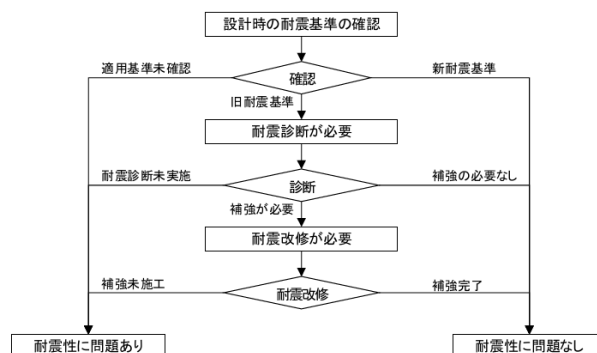 設計時の耐震基準の確認
適用基準未確認
確認
新耐震基準
旧耐震基準
耐震診断が必要
耐震診断未実施
診断
補強の必要なし
補強が必要
耐震改修が必要
補強未施工
耐震改修
補強完了
耐震性に問題あり
耐震性に問題なし